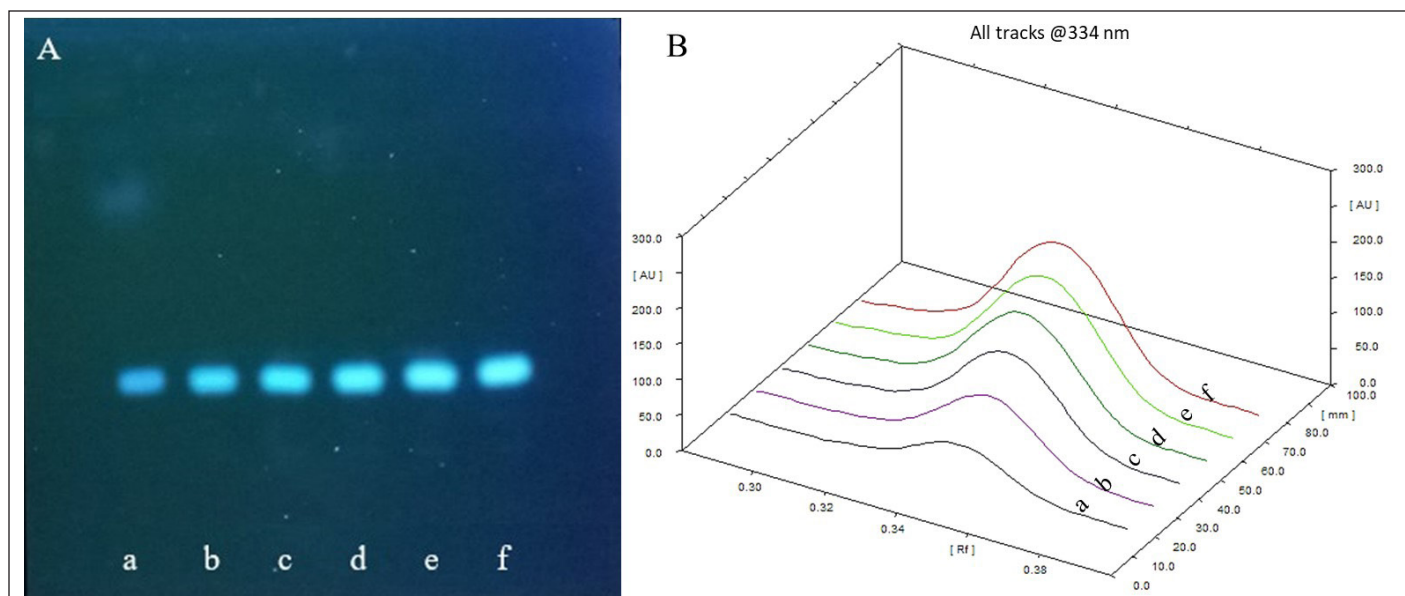 A
a b c d e f
B
All tracks @334 nm
300.0
[ AU ]
250.0
200.0
150.0
100.0
50.0
0.0
300.0
[ AU ]
200.0
150.0
100.0
50.0
0.0
0.30
0.32
0.34
[ Rf ]
0.38
100.0
[ mm ]
80.0
70.0
60.0
50.0
40.0
30.0
20.0
10.0
0.0
a
b
c
d
e
f